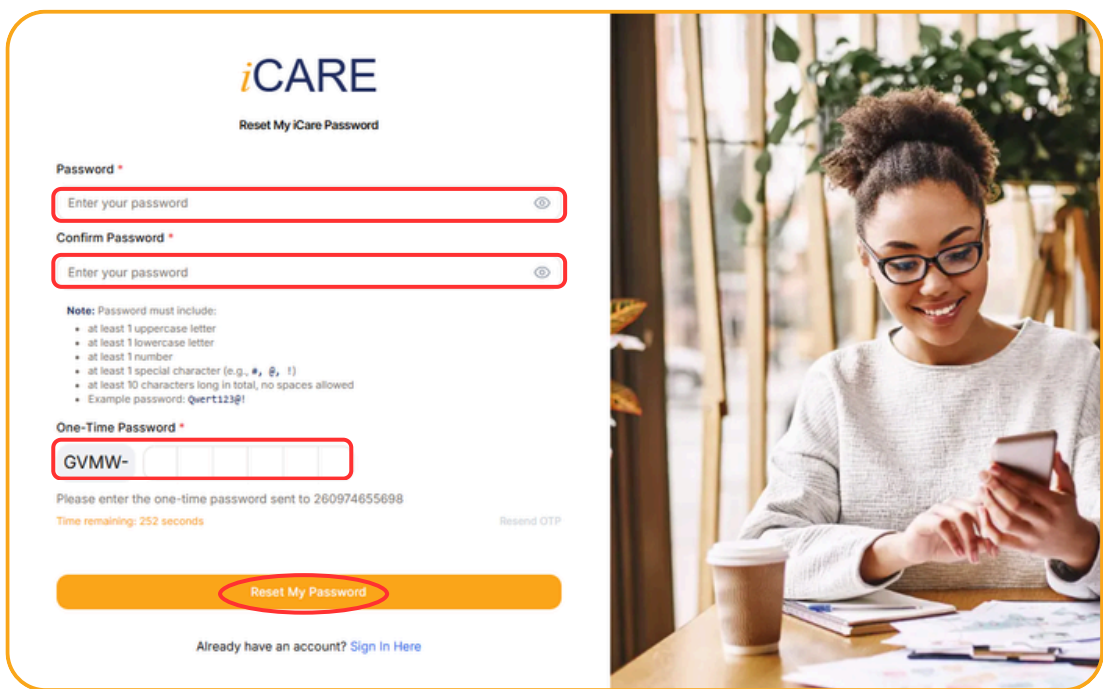 iCARE
Reset My iCare Password
Password *
Enter your password
Confirm Password *
Enter your password
Note: Password must include:
• at least 1 uppercase letter
• at least 1 lowercase letter
• at least 1 number
• at least 1 special character (e.g., #, @, !)
• at least 10 characters long in total, no spaces allowed
• Example password: Qwert123@!
One-Time Password *
GVMW-
Please enter the one-time password sent to 260974655698
Time remaining: 252 seconds Resend OTP
Reset My Password
Already have an account? Sign In Here